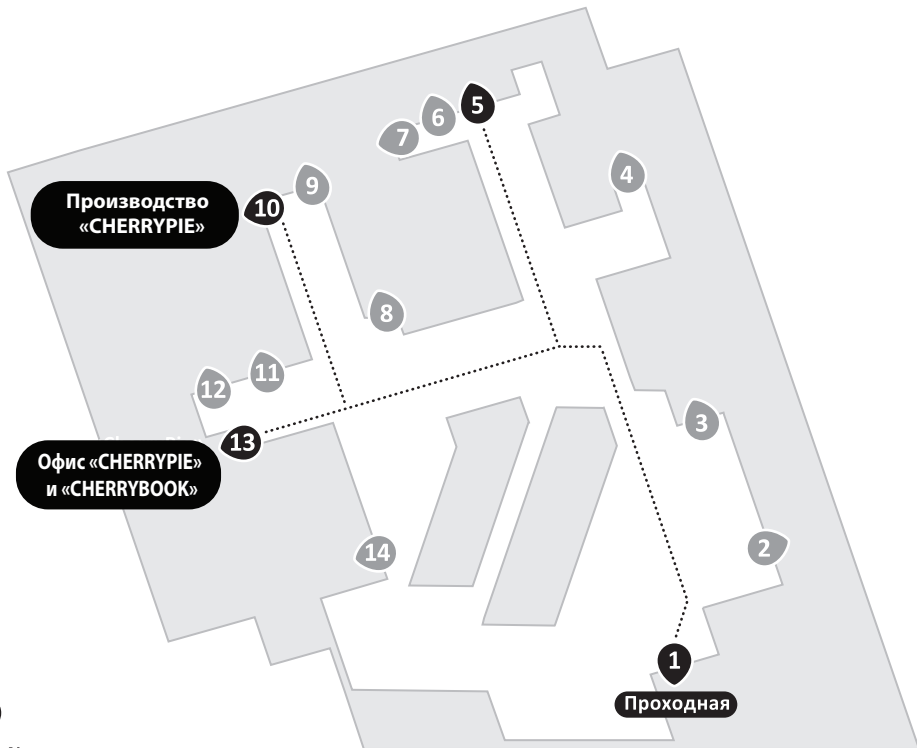 5
6
7
4
9
Производство
«CHERRYPIE»
10
8
11
12
3
13
Офис «CHERRYPIE»
и «CHERRYBOOK»
14
2
1
Проходная